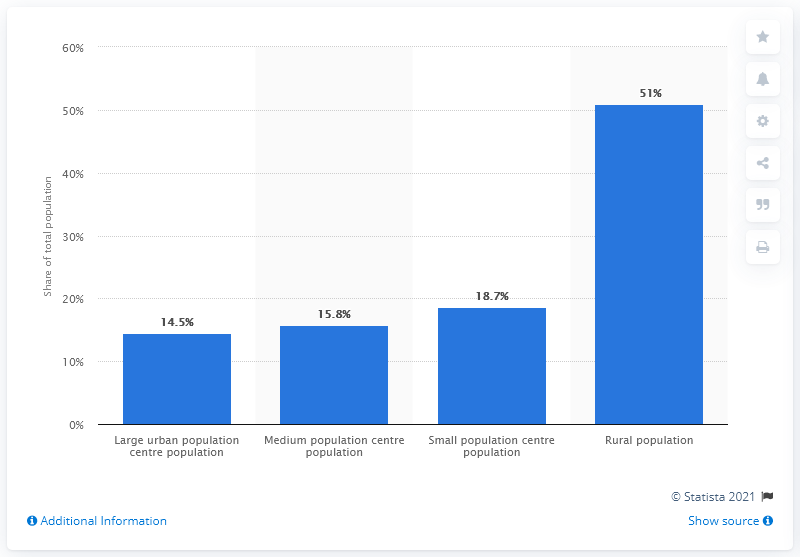 60%
50%
40%
30%
20%
10%
0%
Share of total population
14.5%
15.8%
18.7%
51%
Large urban population
centre population
Medium population centre
population
Small population centre
population
Rural population
© Statista 2021
Additional Information
Show source